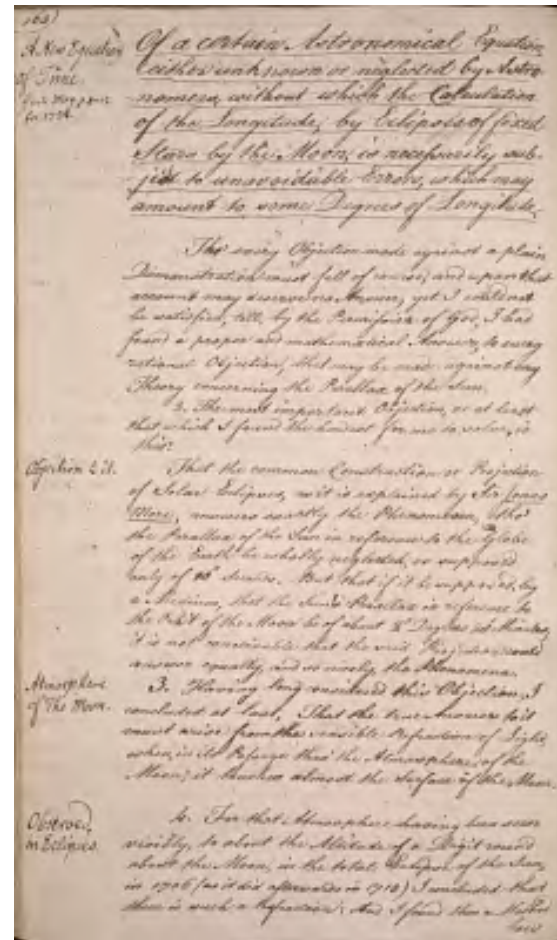 164)
A New Equation
of Time.
for 1726.
Of a certain Astronomical Equation
(either unknown or neglected by Astro-
nomers, without which the Calculation
of the Longitude, by Eclipses of fixed
Stars by the Moon, is necessarily sub-
ject to unavoidable Errors, which may
amount to some Degrees of Longitude.
Tho' every Objection made against a plain
Demonstration must fall of course, and upon that
account may deserve no Answer, yet I could not
be satisfied, till, by the Permission of God, I had
found a proper and mathematical Answer, to every
rational Objection, that may be made against any
Theory concerning the Parallax of the Sun.
2. The most important Objection, or at least
that which I found the hardest for me to solve, is
this:
Objection to it.
That the common Construction or Projection
of Solar Eclipses, as it is explained by Sir Jonas
More, answers exactly the Phenomenon, tho'
the Parallax of the Sun in reference to the Globe
of the Earth be wholly neglected, or supposed
only of 10 Seconds. But that if it be supposed, by
a Medium, that the Sun's Parallax in reference to
the Orbit of the Moon be of about Degrees Minutes,
it is not conceivable that the said Projection could
answer equally, and so nicely, the Phenomena.
Atmosphere
of The Moon.
3. Having long considered this Objection, I
concluded at last, That the true Answer to it
must arise from the visible Refraction of Light,
when, in its Passage thro' the Atmosphere of the
Moon, it touches almost the Surface of the Moon.
Observed
in Eclipses.
4. For that Atmosphere having been seen
visibly, to about the Altitude of a Digit round
about the Moon, in the total Eclipse of the Sun,
in 1706 (as it did afterwards in 1715) I concluded that
there is such a Refraction: And I found then a Method
how